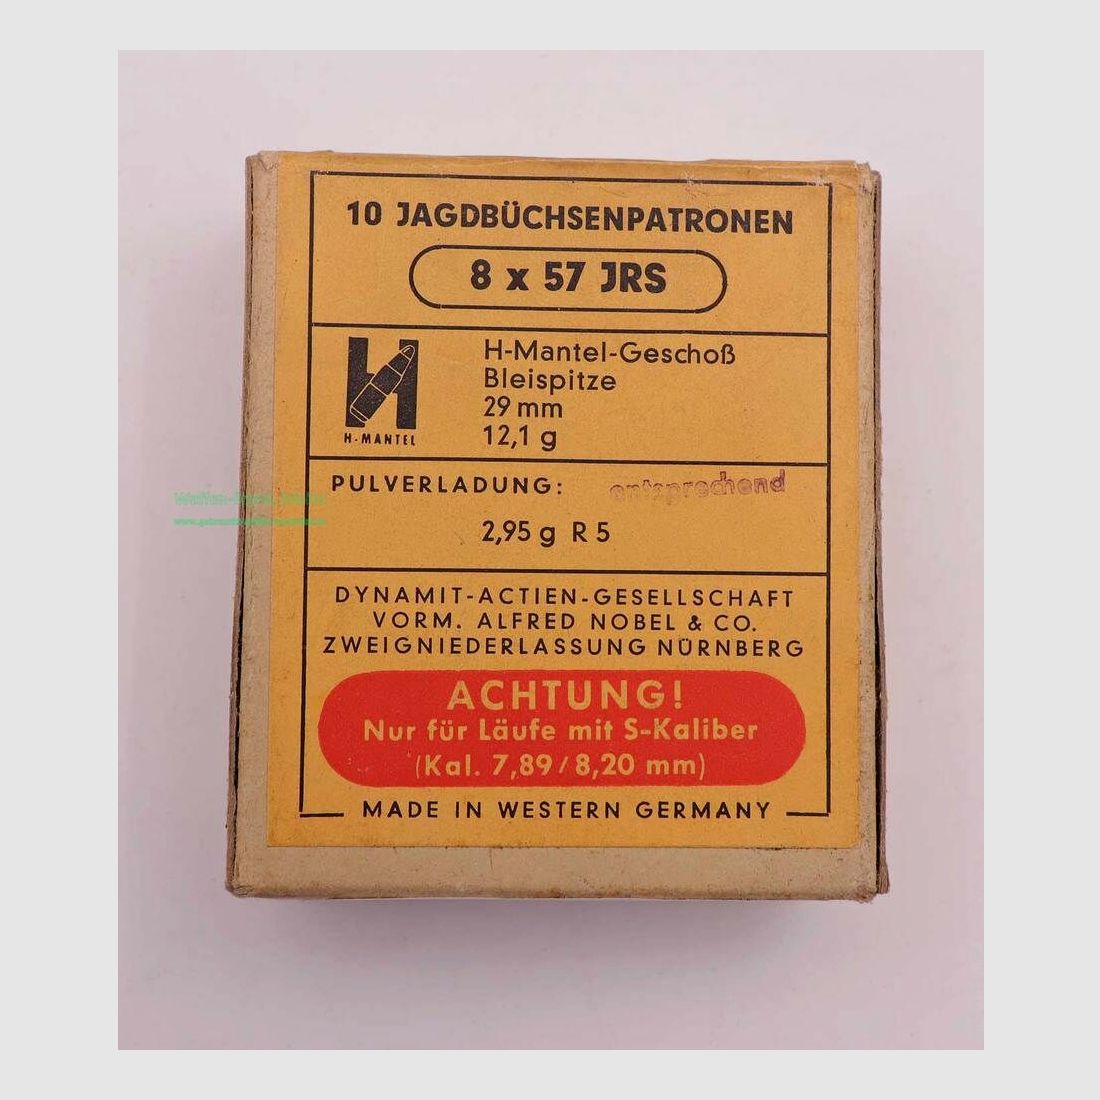 10 JAGDBÜCHSENPATRONEN
8 x 57 JRS
H-Mantel-Geschoß
Bleispitze
29 mm
12,1 g
H-MANTEL
PULVERLADUNG: entsprechend
2,95 g R 5
DYNAMIT-ACTIEN-GESELLSCHAFT
VORM. ALFRED NOBEL & CO.
ZWEIGNIEDERLASSUNG NÜRNBERG
ACHTUNG!
Nur für Läufe mit S-Kaliber
(Kal. 7,89/8,20 mm)
MADE IN WESTERN GERMANY